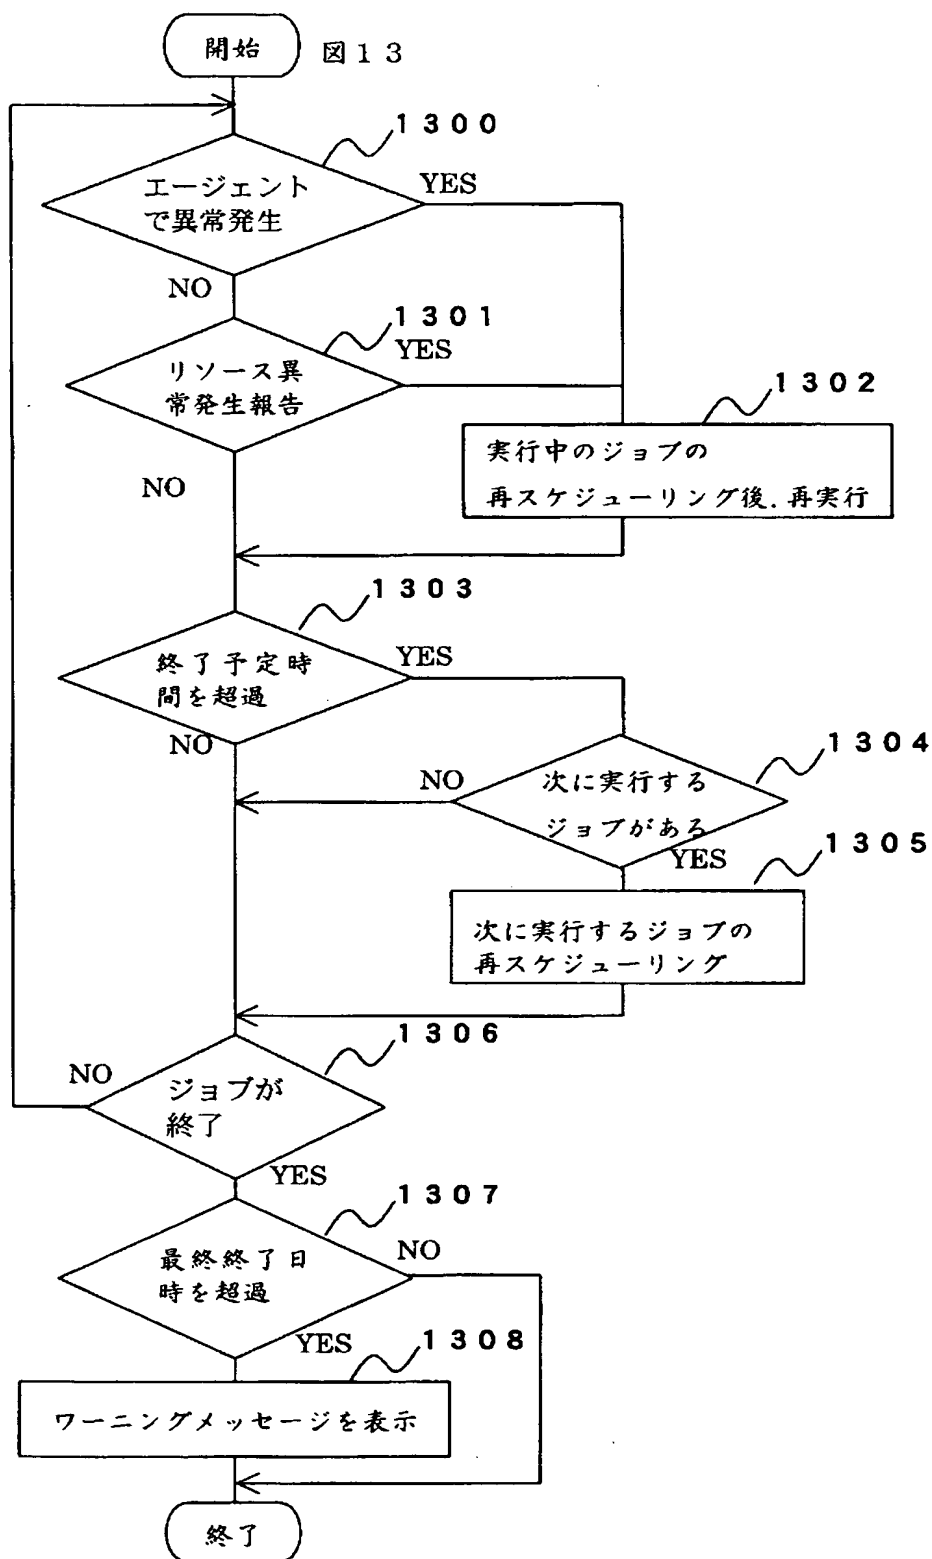 開始
図13
1300
エージェント
で異常発生
YES
NO
1301
リソース異
常発生報告
YES
NO
1302
実行中のジョブの
再スケジューリング後.再実行
1303
終了予定時
間を超過
YES
NO
1304
次に実行する
ジョブがある
NO
YES
1305
次に実行するジョブの
再スケジューリング
1306
ジョブが
終了
NO
YES
1307
最終終了日
時を超過
NO
YES
1308
ワーニングメッセージを表示
終了